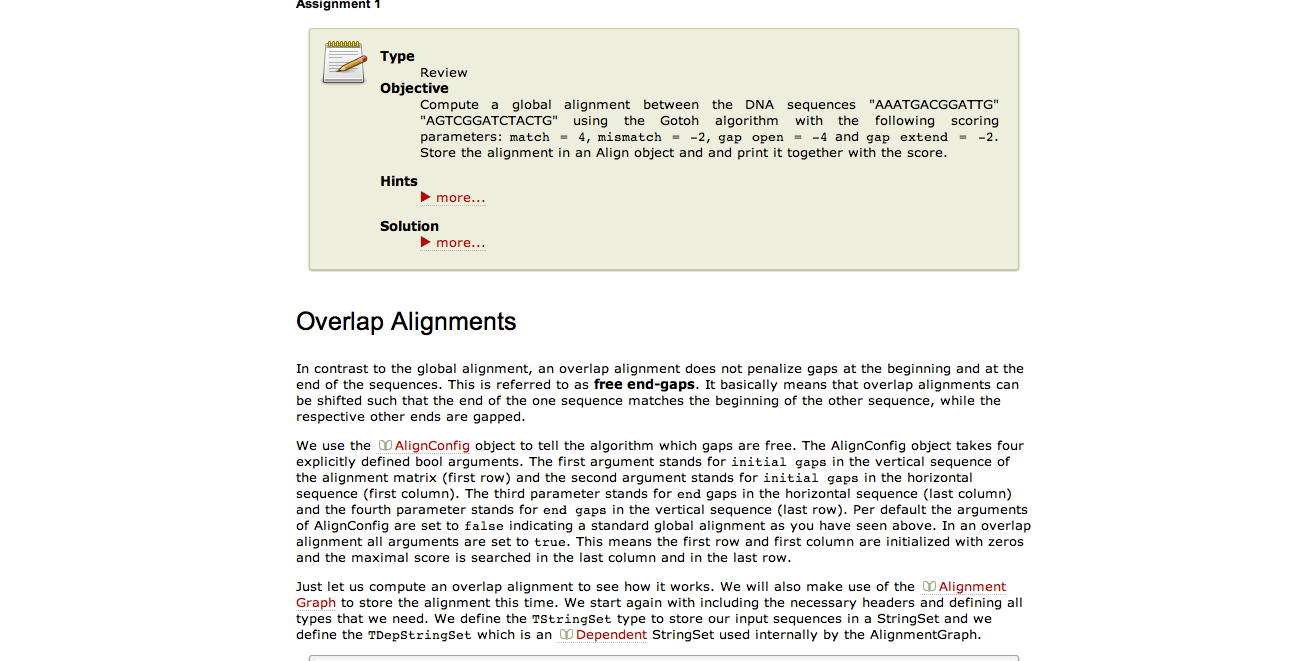 Assignment 1
Type
Review
Objective
Compute a global alignment between the DNA sequences "AAATGACGGATTG"
"AGTCGGATCTACTG" using the Gotoh algorithm with the following scoring
parameters: match = 4, mismatch = -2, gap open = -4 and gap extend = -2.
Store the alignment in an Align object and and print it together with the score.
Hints
more...
Solution
more...
Overlap Alignments
In contrast to the global alignment, an overlap alignment does not penalize gaps at the beginning and at the
end of the sequences. This is referred to as free end-gaps. It basically means that overlap alignments can
be shifted such that the end of the one sequence matches the beginning of the other sequence, while the
respective other ends are gapped.
We use the AlignConfig object to tell the algorithm which gaps are free. The AlignConfig object takes four
explicitly defined bool arguments. The first argument stands for initial gaps in the vertical sequence of
the alignment matrix (first row) and the second argument stands for initial gaps in the horizontal
sequence (first column). The third parameter stands for end gaps in the horizontal sequence (last column)
and the fourth parameter stands for end gaps in the vertical sequence (last row). Per default the arguments
of AlignConfig are set to false indicating a standard global alignment as you have seen above. In an overlap
alignment all arguments are set to true. This means the first row and first column are initialized with zeros
and the maximal score is searched in the last column and in the last row.
Just let us compute an overlap alignment to see how it works. We will also make use of the Alignment
Graph to store the alignment this time. We start again with including the necessary headers and defining all
types that we need. We define the TStringSet type to store our input sequences in a StringSet and we
define the TDepStringSet which is an Dependent StringSet used internally by the AlignmentGraph.